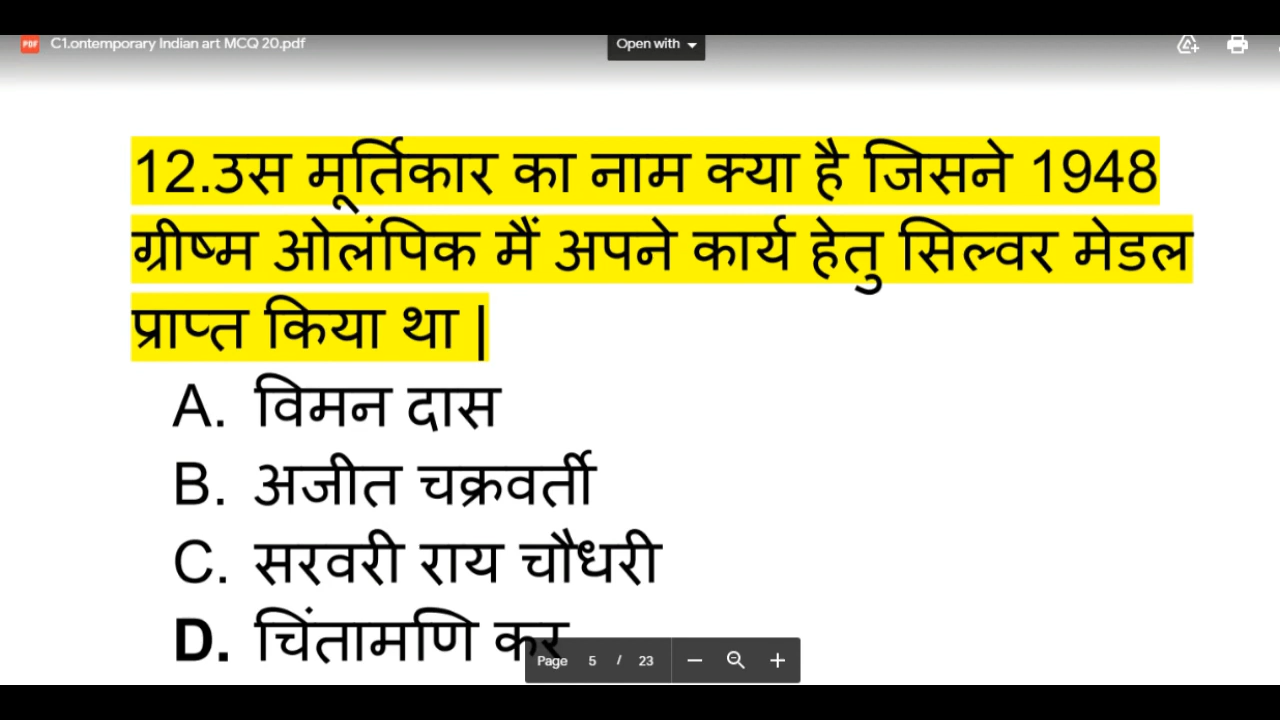 C1.ontemporary Indian art MCQ 20.pdf
Open with
12.उस मूर्तिकार का नाम क्या है जिसने 1948
ग्रीष्म ओलंपिक मैं अपने कार्य हेतु सिल्वर मेडल
प्राप्त किया था |
A. विमन दास
B. अजीत चक्रवर्ती
C. सरवरी राय चौधरी
D. चिंतामणि कर
Page 5 / 23